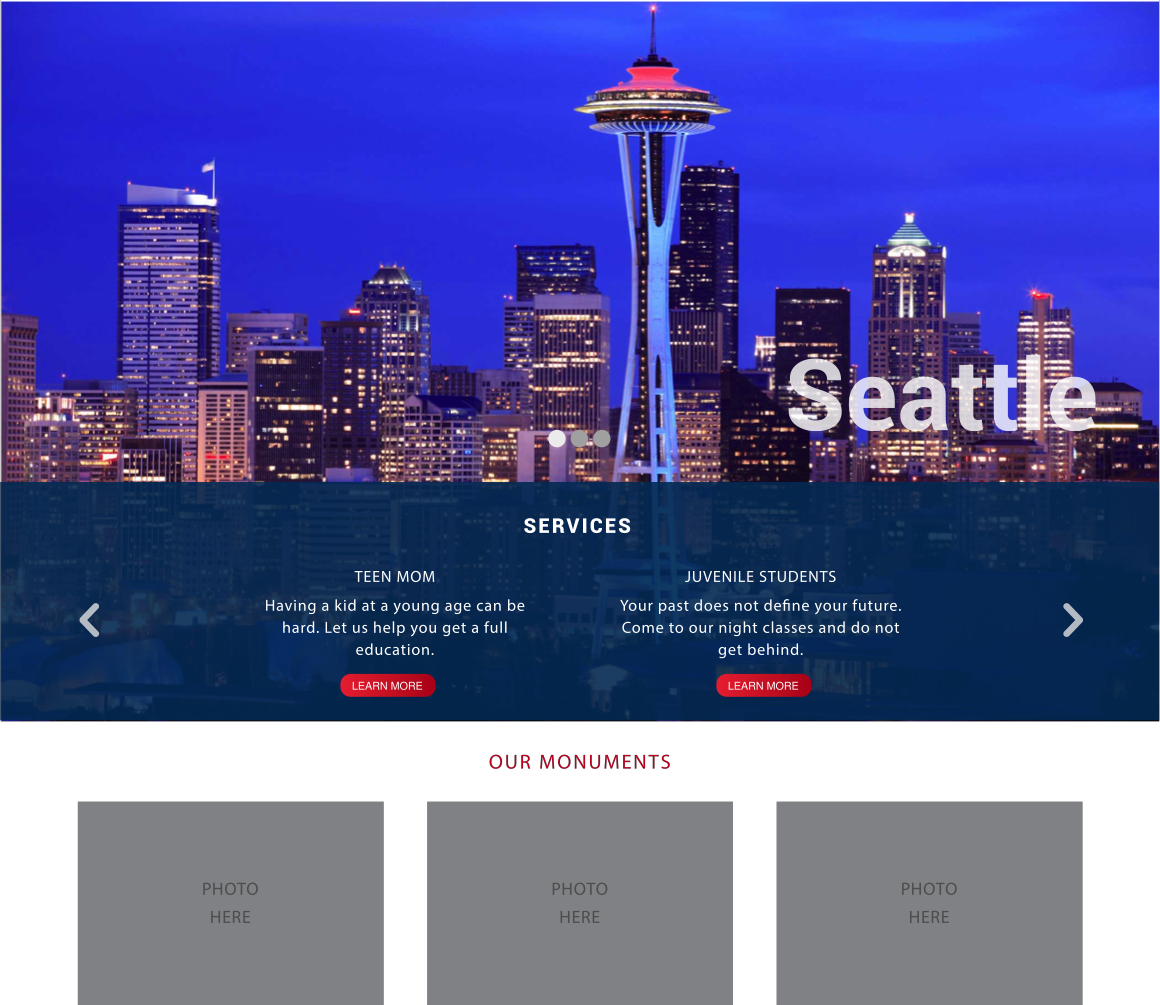 Seattle
SERVICES
TEEN MOM
Having a kid at a young age can be
hard. Let us help you get a full
education.
LEARN MORE
JUVENILE STUDENTS
Your past does not define your future.
Come to our night classes and do not
get behind.
LEARN MORE
OUR MONUMENTS
PHOTO
HERE
PHOTO
HERE
PHOTO
HERE